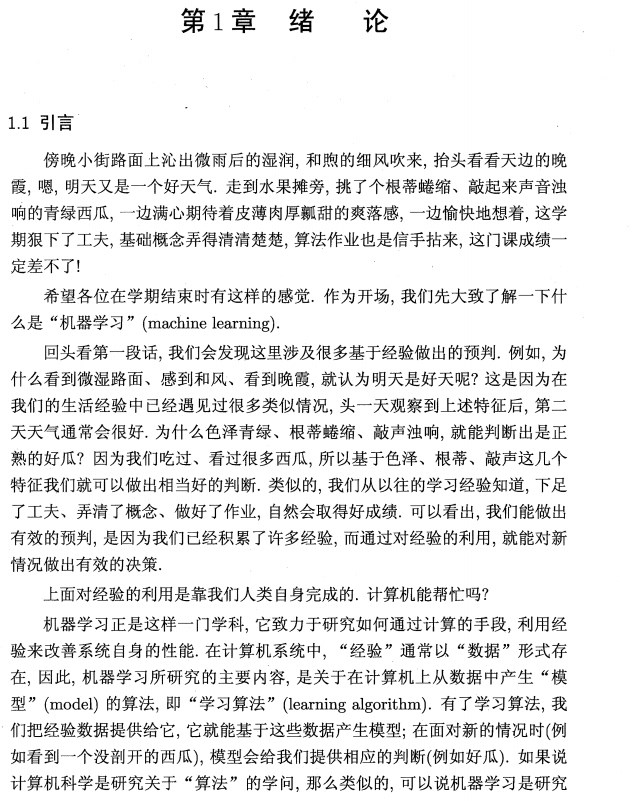 第1章 绪 论
1.1 引言
傍晚小街路面上沁出微雨后的湿润, 和煦的细风吹来, 抬头看看天边的晚
霞, 嗯, 明天又是一个好天气. 走到水果摊旁, 挑了个根蒂蜷缩、敲起来声音浊
响的青绿西瓜, 一边满心期待着皮薄肉厚瓤甜的爽落感, 一边愉快地想着, 这学
期狠下了工夫, 基础概念弄得清清楚楚, 算法作业也是信手拈来, 这门课成绩一
定差不了!
希望各位在学期结束时有这样的感觉. 作为开场, 我们先大致了解一下什
么是“机器学习”(machine learning).
回头看第一段话, 我们会发现这里涉及很多基于经验做出的预判. 例如, 为
什么看到微湿路面、感到和风、看到晚霞, 就认为明天是好天呢? 这是因为在
我们的生活经验中已经遇见过很多类似情况, 头一天观察到上述特征后, 第二
天天气通常会很好. 为什么色泽青绿、根蒂蜷缩、敲声浊响, 就能判断出是正
熟的好瓜? 因为我们吃过、看过很多西瓜, 所以基于色泽、根蒂、敲声这几个
特征我们就可以做出相当好的判断. 类似的, 我们从以往的学习经验知道, 下足
了工夫、弄清了概念、做好了作业, 自然会取得好成绩. 可以看出, 我们能做出
有效的预判, 是因为我们已经积累了许多经验, 而通过对经验的利用, 就能对新
情况做出有效的决策.
上面对经验的利用是靠我们人类自身完成的. 计算机能帮忙吗?
机器学习正是这样一门学科, 它致力于研究如何通过计算的手段, 利用经
验来改善系统自身的性能. 在计算机系统中, “经验”通常以“数据”形式存
在, 因此, 机器学习所研究的主要内容, 是关于在计算机上从数据中产生“模
型”(model) 的算法, 即“学习算法”(learning algorithm). 有了学习算法, 我
们把经验数据提供给它, 它就能基于这些数据产生模型; 在面对新的情况时(例
如看到一个没剖开的西瓜), 模型会给我们提供相应的判断(例如好瓜). 如果说
计算机科学是研究关于“算法”的学问, 那么类似的, 可以说机器学习是研究